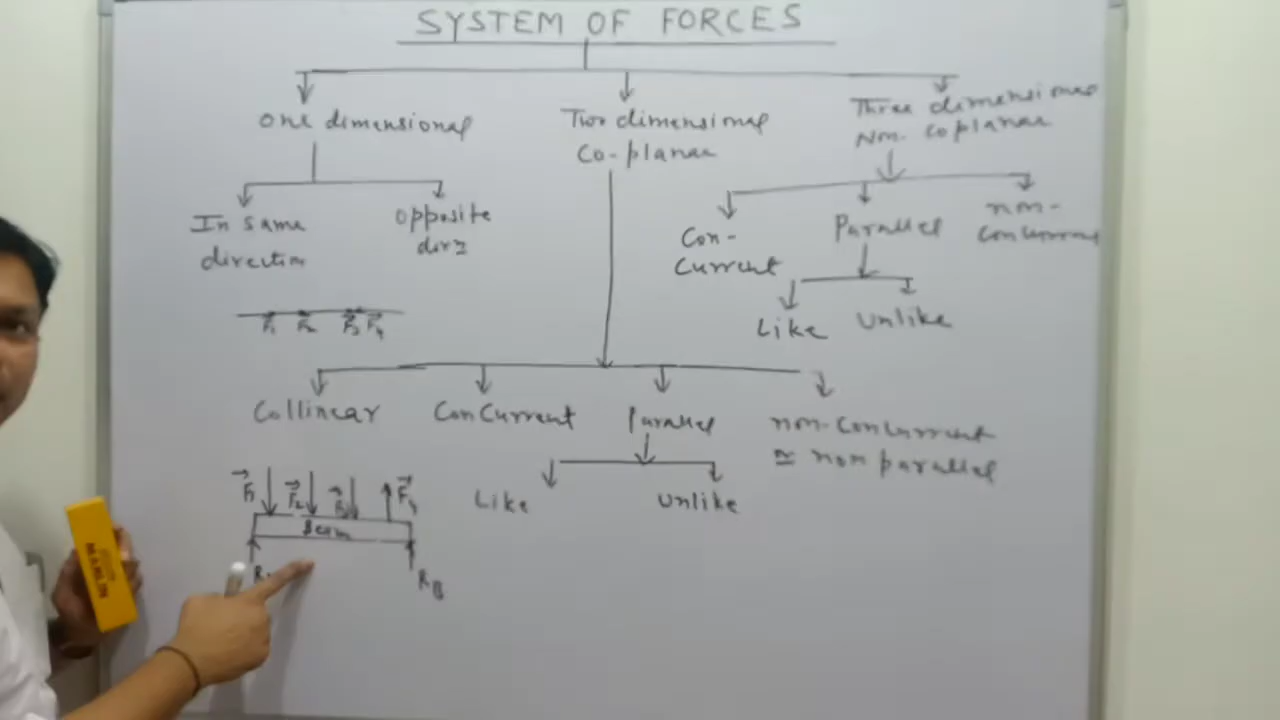 SYSTEM OF FORCES
One dimensional
Two dimensional
Co-planar
Three dimensional
Non-Coplanar
In same
direction
opposite
dirz
Con-
Current
Parallel
non-
Concurrent
Like
Unlike
F1 F2 F3 F4
Collinear
ConCurrent
Parallel
non-Concurrent
≃ non parallel
Like
Unlike
F1 F2 F3 F4
Beam
RB
MARLIN